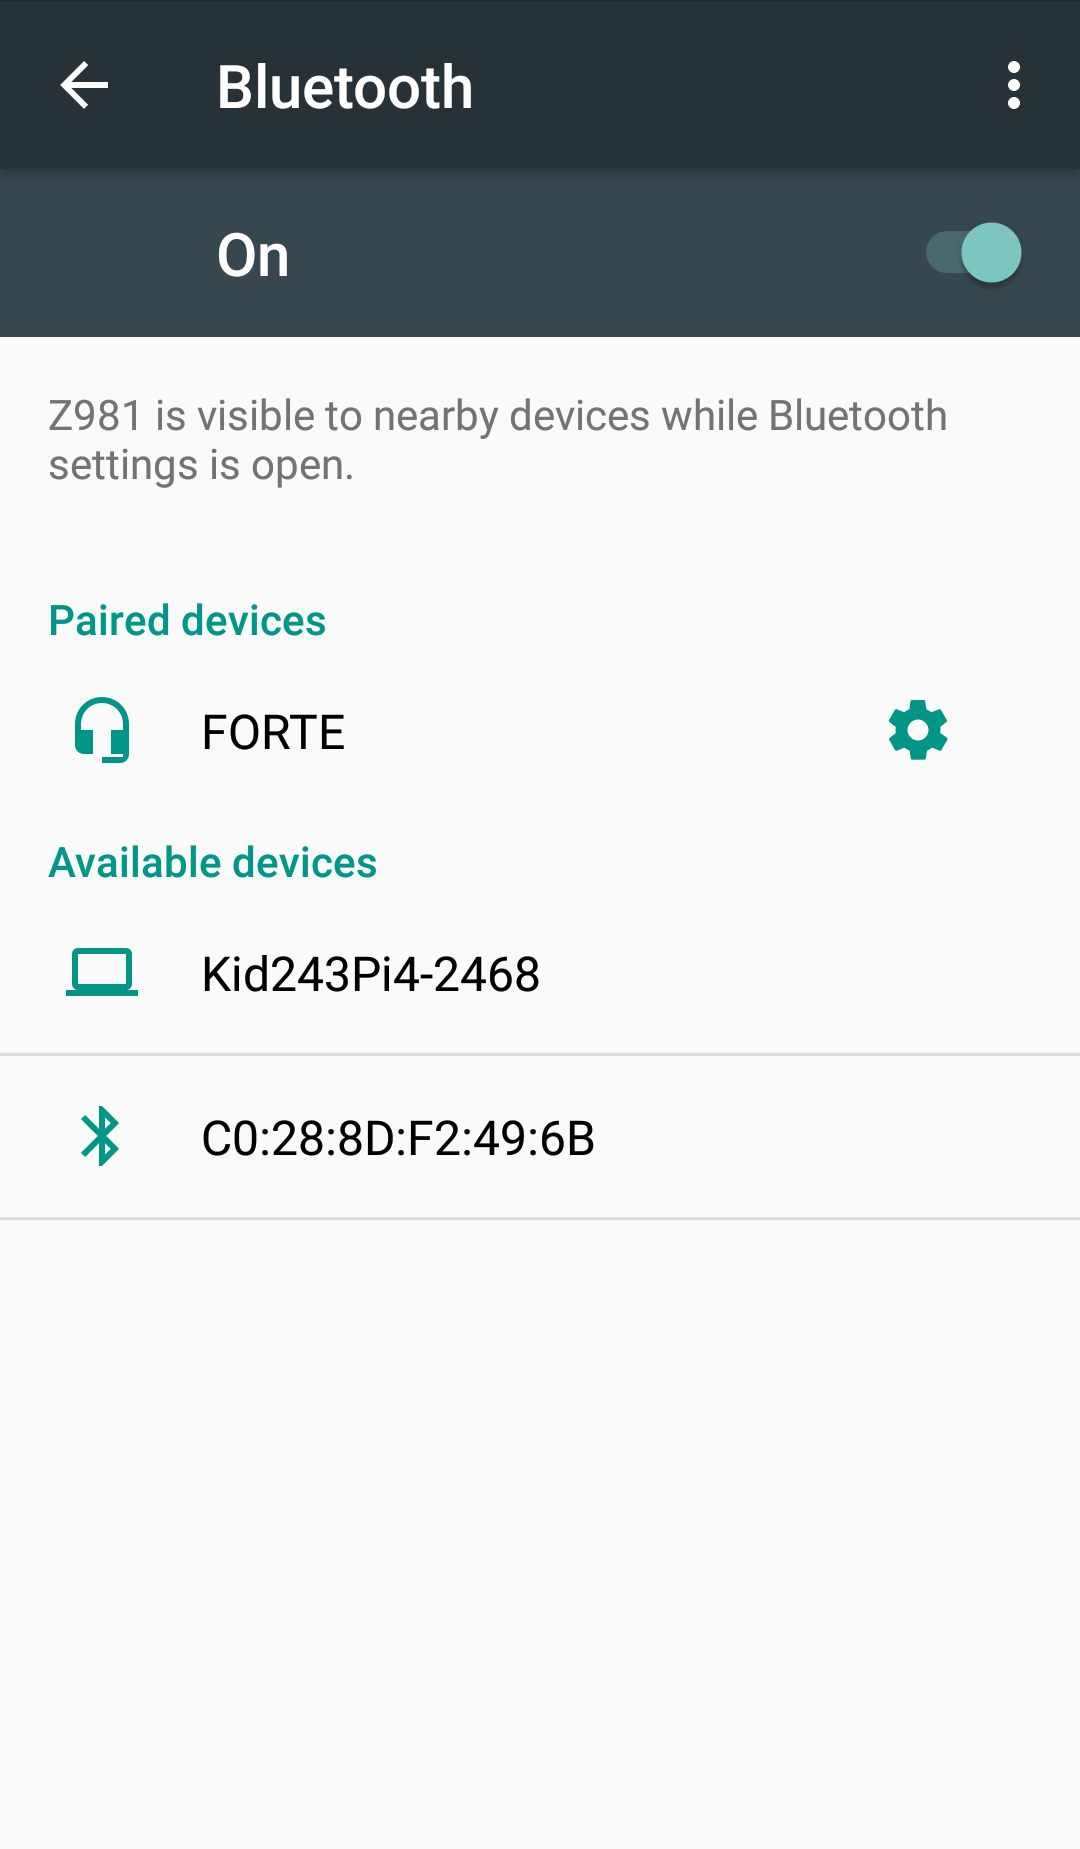 Bluetooth
On
Z981 is visible to nearby devices while Bluetooth
settings is open.
Paired devices
FORTE
Available devices
Kid243Pi4-2468
C0:28:8D:F2:49:6B